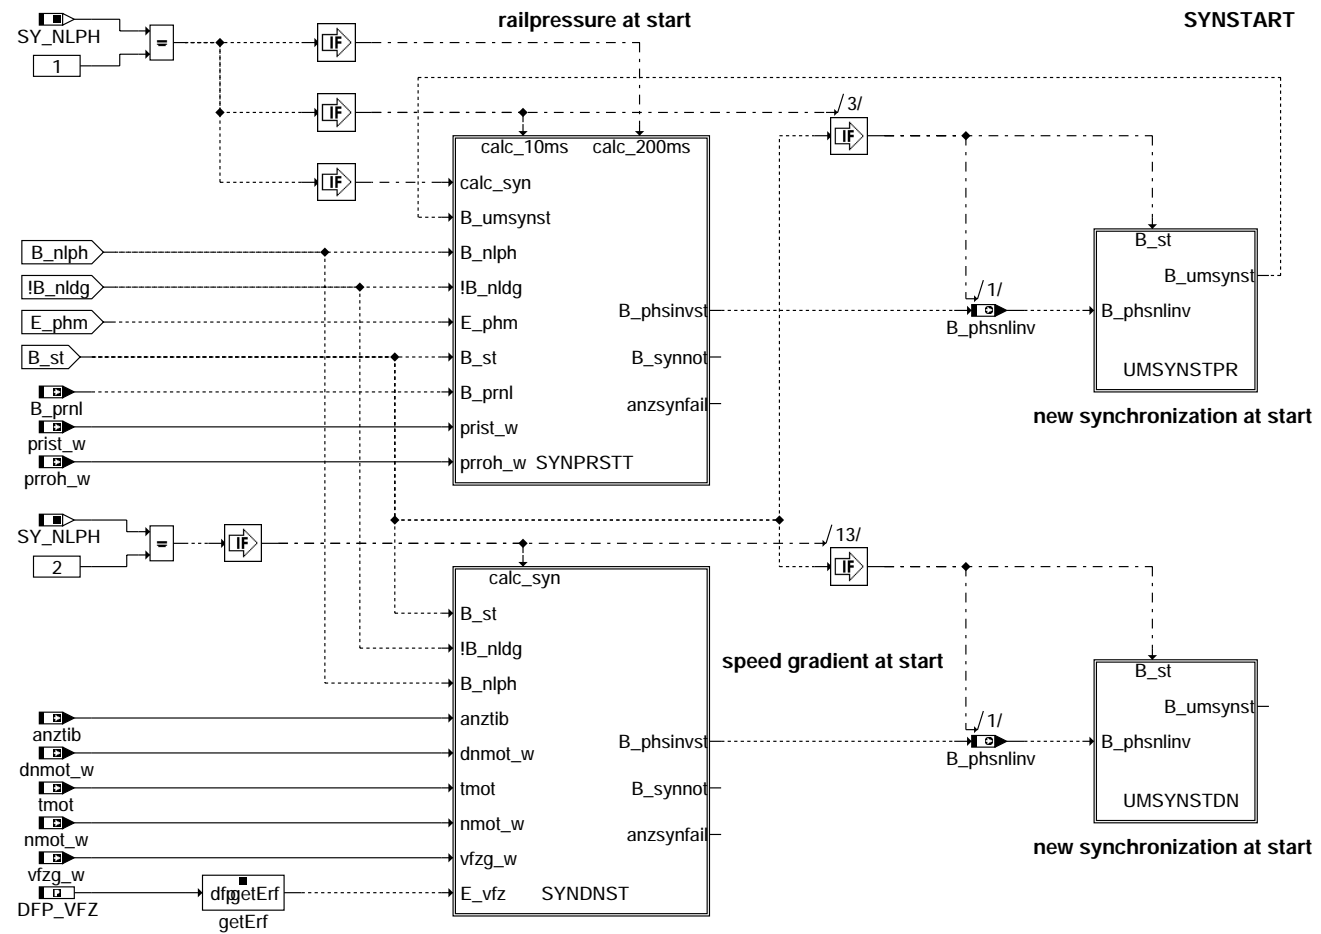 railpressure at start
SYNSTART
SY_NLPH
=
1
IF
IF
IF
/3/
IF
calc_10ms calc_200ms
calc_syn
B_umsynst
B_nlph
!B_nldg
E_phm
B_st
B_prnl
prist_w
prroh_w
B_nlph
!B_nldg
E_phm
B_st
B_prnl
prist_w
prroh_w SYNPRSTT
B_phsinvst
B_synnot
anzsynfail
/1/
B_phsnlinv
B_st
B_umsynst
B_phsnlinv
UMSYNSTPR
new synchronization at start
SY_NLPH
=
2
IF
/13/
IF
calc_syn
B_st
!B_nldg
B_nlph
anztib
dnmot_w
tmot
nmot_w
vfzg_w
DFP_VFZ
dfpgetErf
getErf
anztib
dnmot_w
tmot
nmot_w
vfzg_w
E_vfz SYNDNST
speed gradient at start
B_phsinvst
B_synnot
anzsynfail
/1/
B_phsnlinv
B_st
B_umsynst
B_phsnlinv
UMSYNSTDN
new synchronization at start